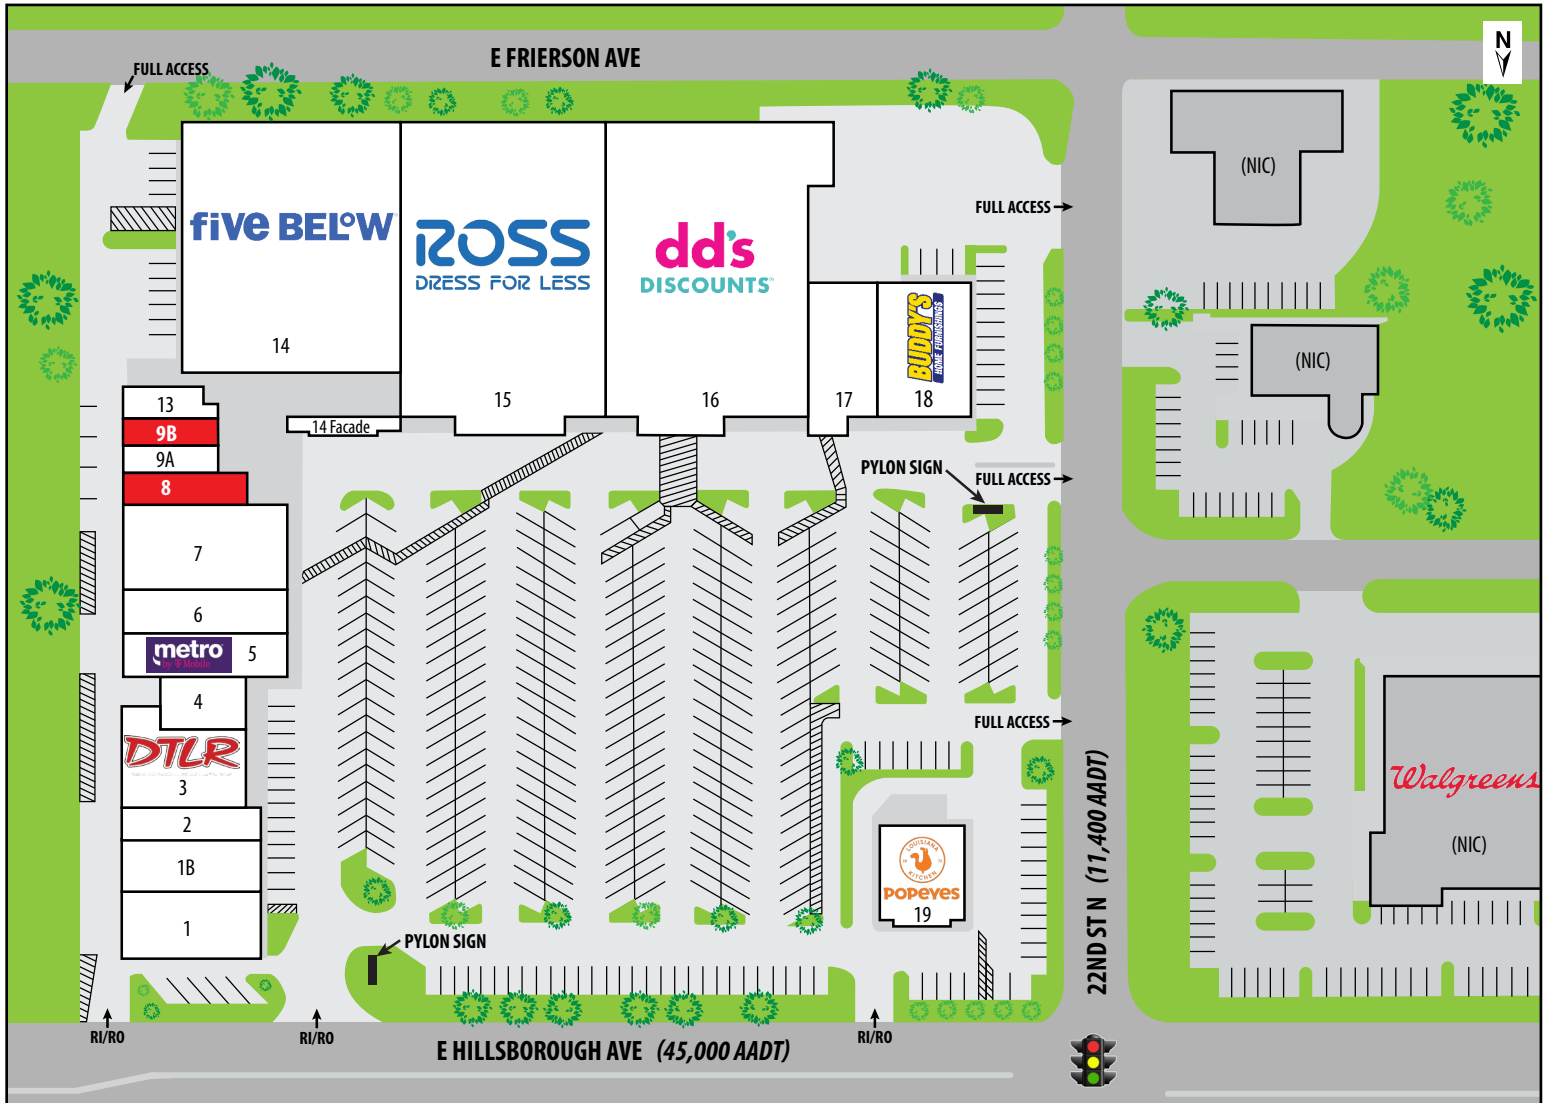 E FRIERSON AVE
N
FULL ACCESS
(NIC)
FULL ACCESS
five BELOW
ROSS
DRESS FOR LESS
dd's
DISCOUNTS
BUDDY'S
HOME FURNISHINGS
14
15
16
17
18
(NIC)
13
14 Facade
9B
9A
8
PYLON SIGN
FULL ACCESS
7
6
metro
by T Mobile
5
4
FULL ACCESS
DTLR
3
2
1B
1
Walgreens
(NIC)
LOUISIANA
KITCHEN
POPEYES
19
PYLON SIGN
22ND ST N (11,400 AADT)
RI/RO
RI/RO
RI/RO
E HILLSBOROUGH AVE (45,000 AADT)